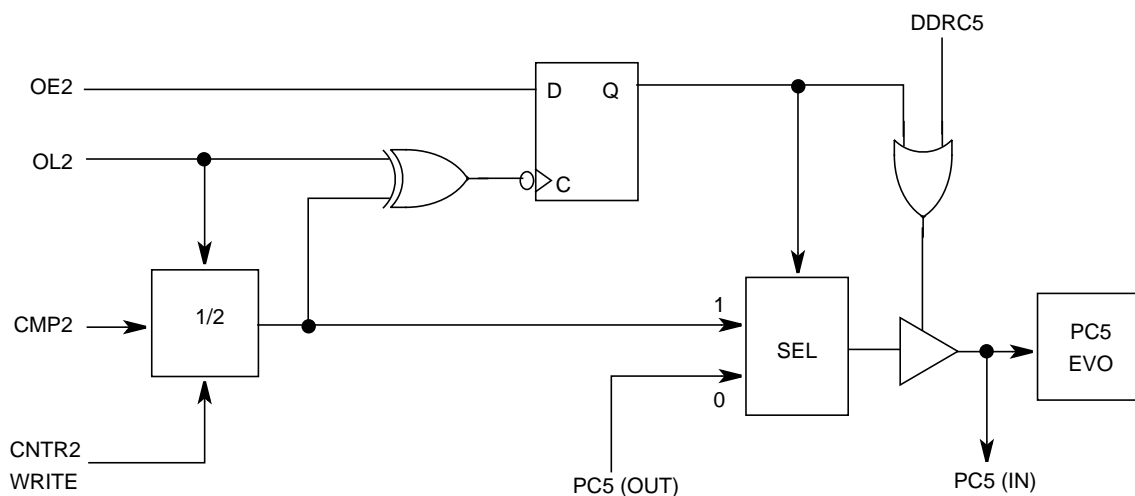 DDRC5
OE2
D
Q
OL2
C
1/2
CMP2
1
SEL
0
PC5
EVO
CNTR2
WRITE
PC5 (OUT)
PC5 (IN)